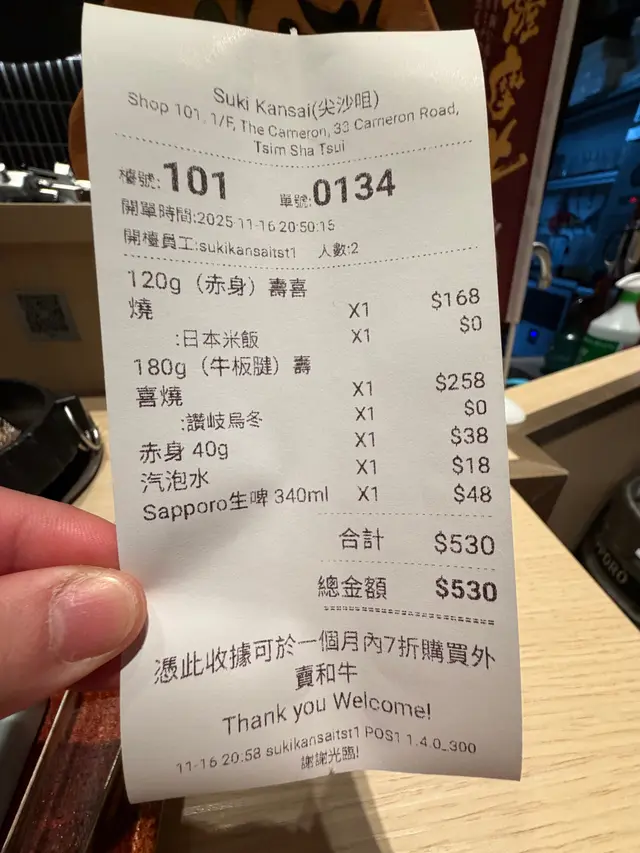 Suki Kansai(尖沙咀)
Shop 101. 1/F, The Cameron, 33 Cameron Road,
Tsim Sha Tsui
檯號:101 單號:0134
開單時間:2025-11-16 20:50:15
開檯員工:sukikansaitst1 人數:2
120g（赤身）壽喜
燒 X1 $168
:日本米飯 X1 $0
180g（牛板腱）壽
喜燒 X1 $258
:讚岐烏冬 X1 $0
赤身 40g X1 $38
汽泡水 X1 $18
Sapporo生啤 340ml X1 $48
合計 $530
總金額 $530
憑此收據可於一個月內7折購買外
賣和牛
Thank you Welcome!
11-16 20:58 sukikansaitst1 POS1 1.4.0_300
謝謝光臨!